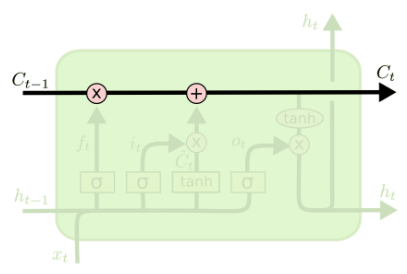 h_t
C_{t-1} × + C_t
tanh
f_t i_t × o_t ×
C̃_t
σ σ tanh σ
h_{t-1} h_t
x_t